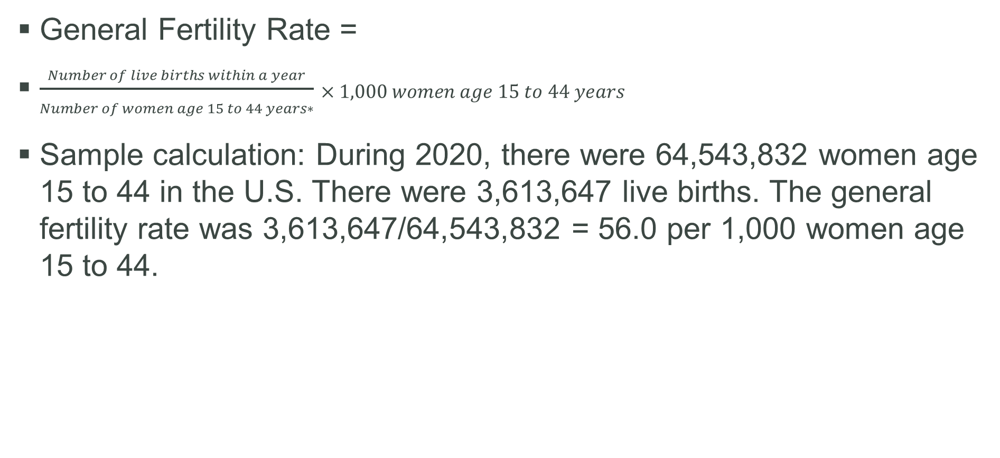 ▪ General Fertility Rate =
▪ Number of live births within a year
Number of women age 15 to 44 years*
× 1,000 women age 15 to 44 years
▪ Sample calculation: During 2020, there were 64,543,832 women age
15 to 44 in the U.S. There were 3,613,647 live births. The general
fertility rate was 3,613,647/64,543,832 = 56.0 per 1,000 women age
15 to 44.